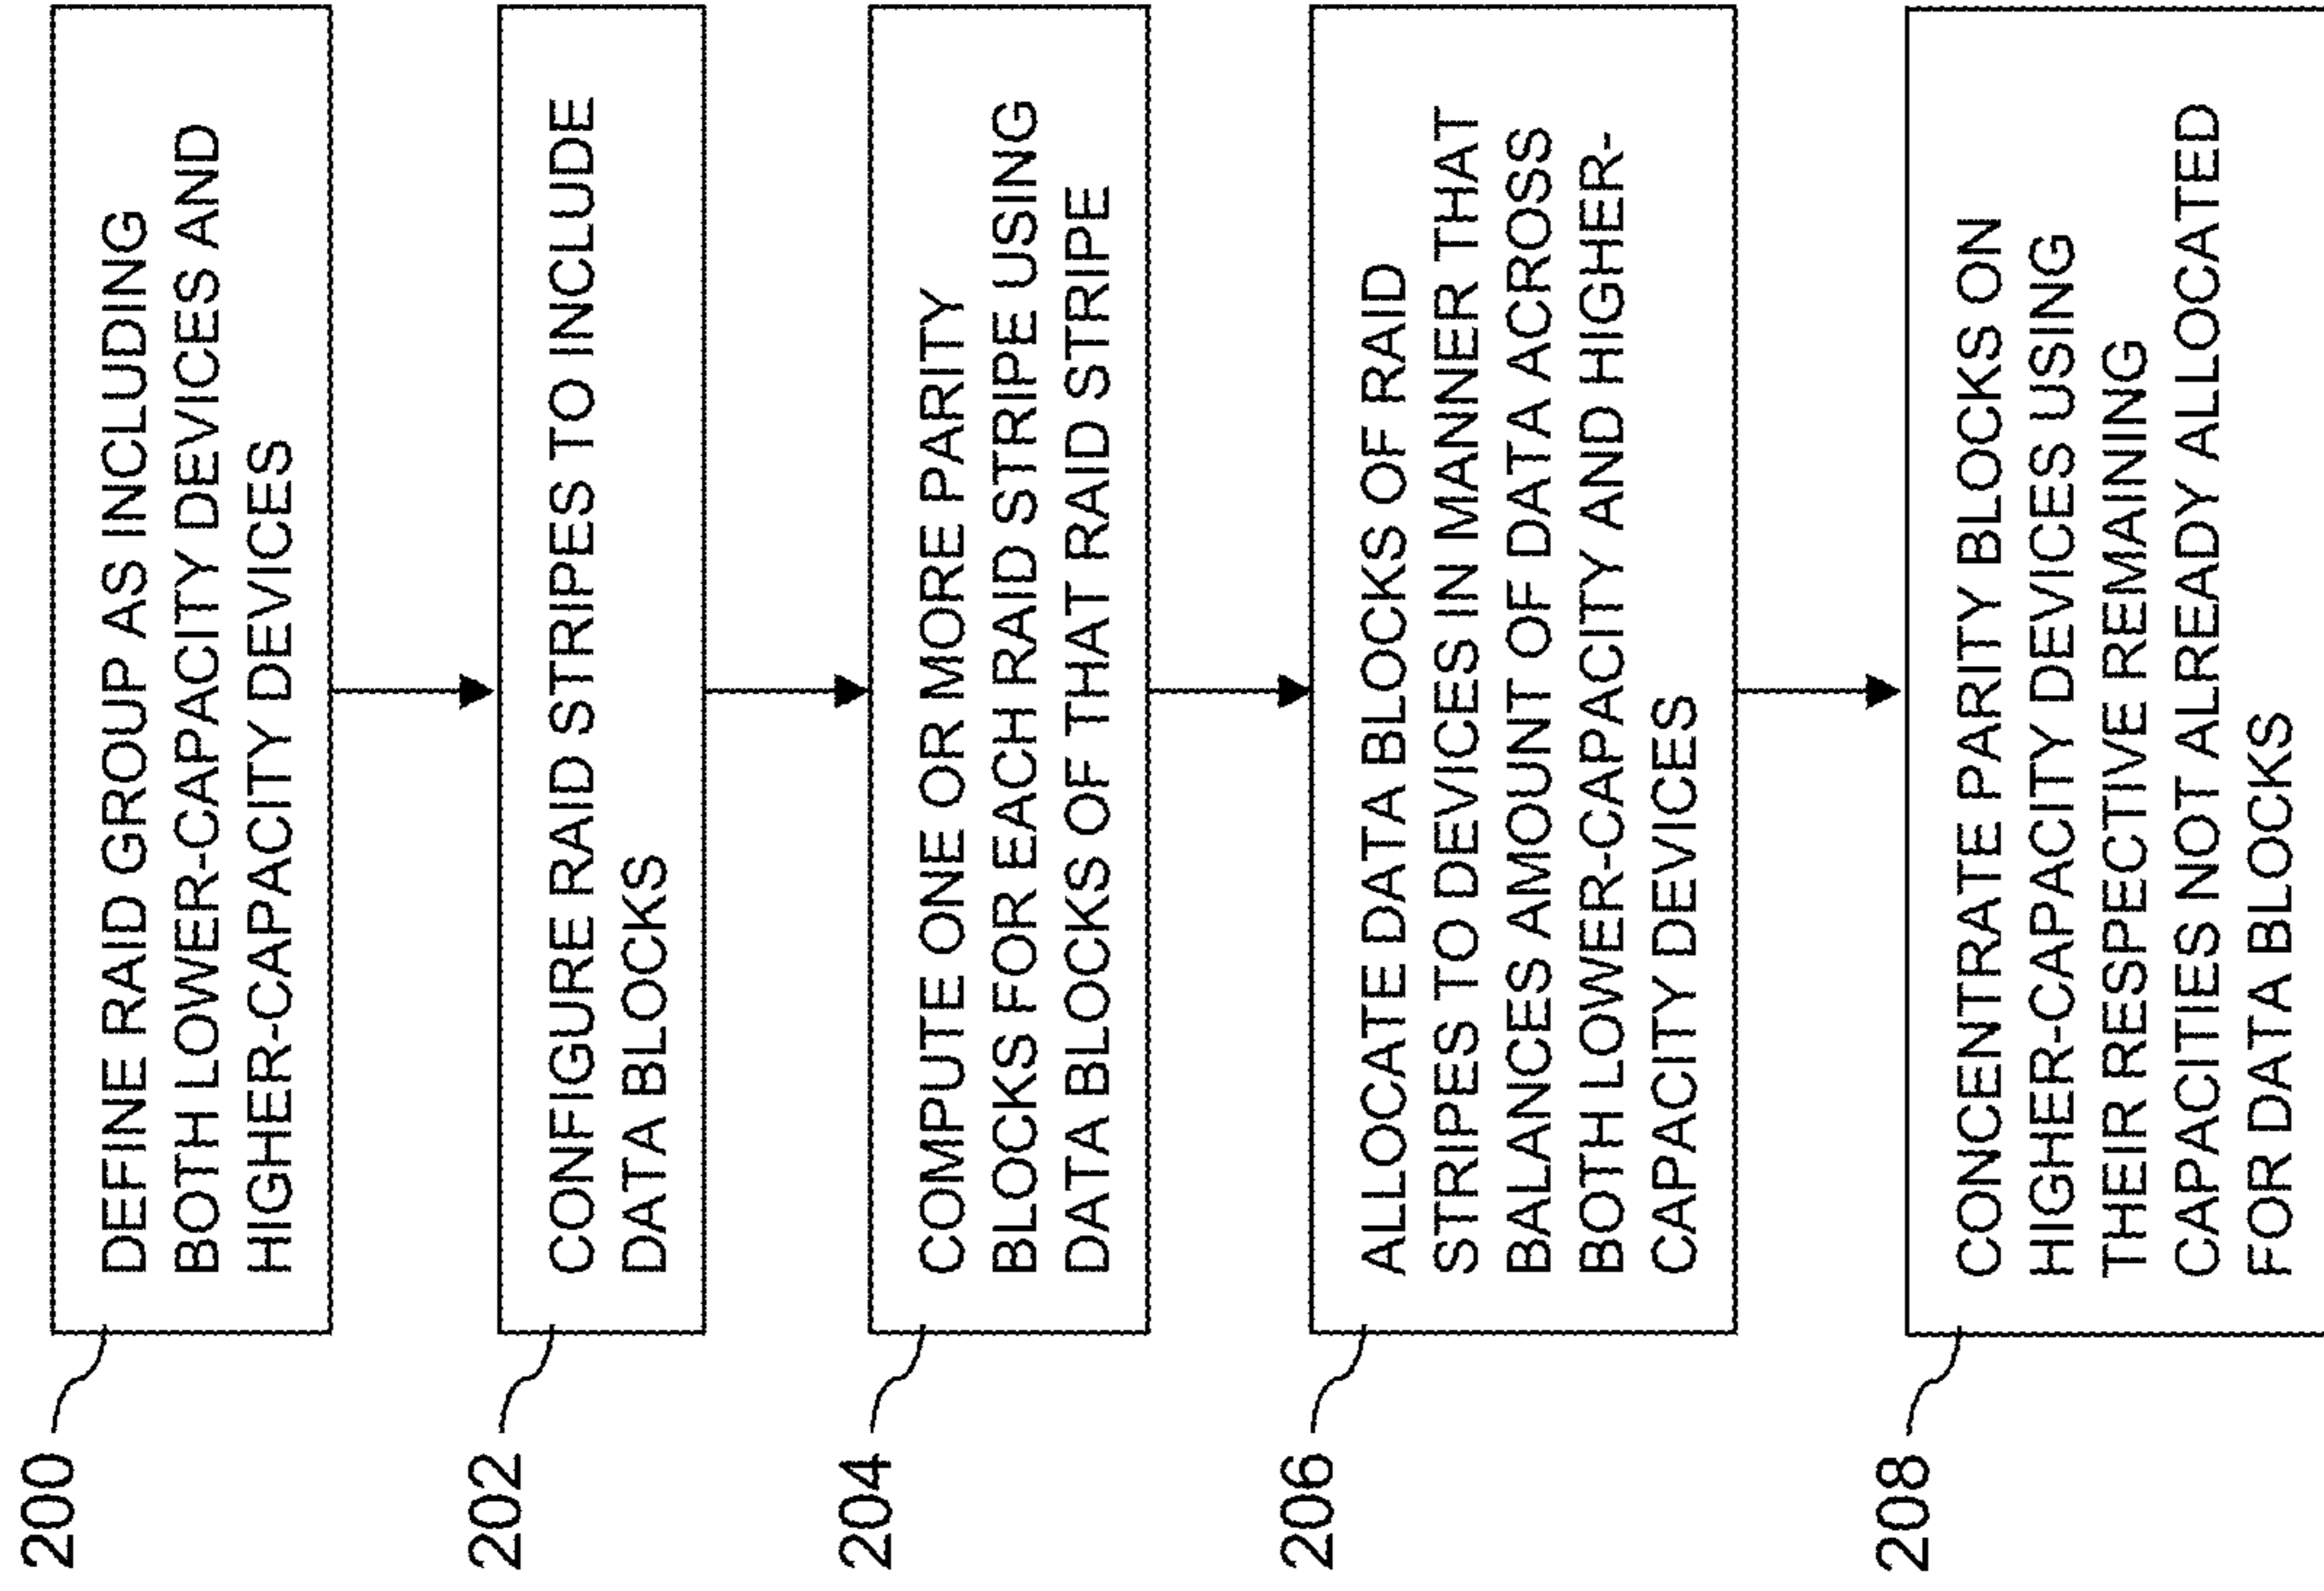 200
DEFINE RAID GROUP AS INCLUDING
BOTH LOWER-CAPACITY DEVICES AND
HIGHER-CAPACITY DEVICES
202
CONFIGURE RAID STRIPES TO INCLUDE
DATA BLOCKS
204
COMPUTE ONE OR MORE PARITY
BLOCKS FOR EACH RAID STRIPE USING
DATA BLOCKS OF THAT RAID STRIPE
206
ALLOCATE DATA BLOCKS OF RAID
STRIPES TO DEVICES IN MANNER THAT
BALANCES AMOUNT OF DATA ACROSS
BOTH LOWER-CAPACITY AND HIGHER-
CAPACITY DEVICES
208
CONCENTRATE PARITY BLOCKS ON
HIGHER-CAPACITY DEVICES USING
THEIR RESPECTIVE REMAINING
CAPACITIES NOT ALREADY ALLOCATED
FOR DATA BLOCKS